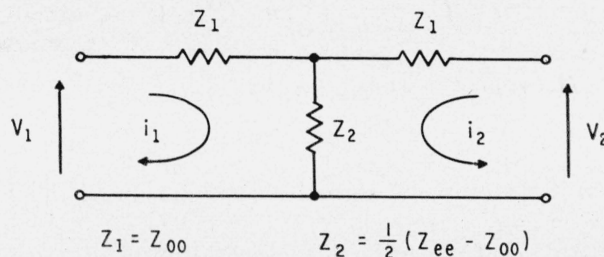 Z₁ Z₁
V₁ i₁ Z₂ i₂ V₂
Z₁ = Z₀₀ Z₂ = ½ (Zₑₑ - Z₀₀)